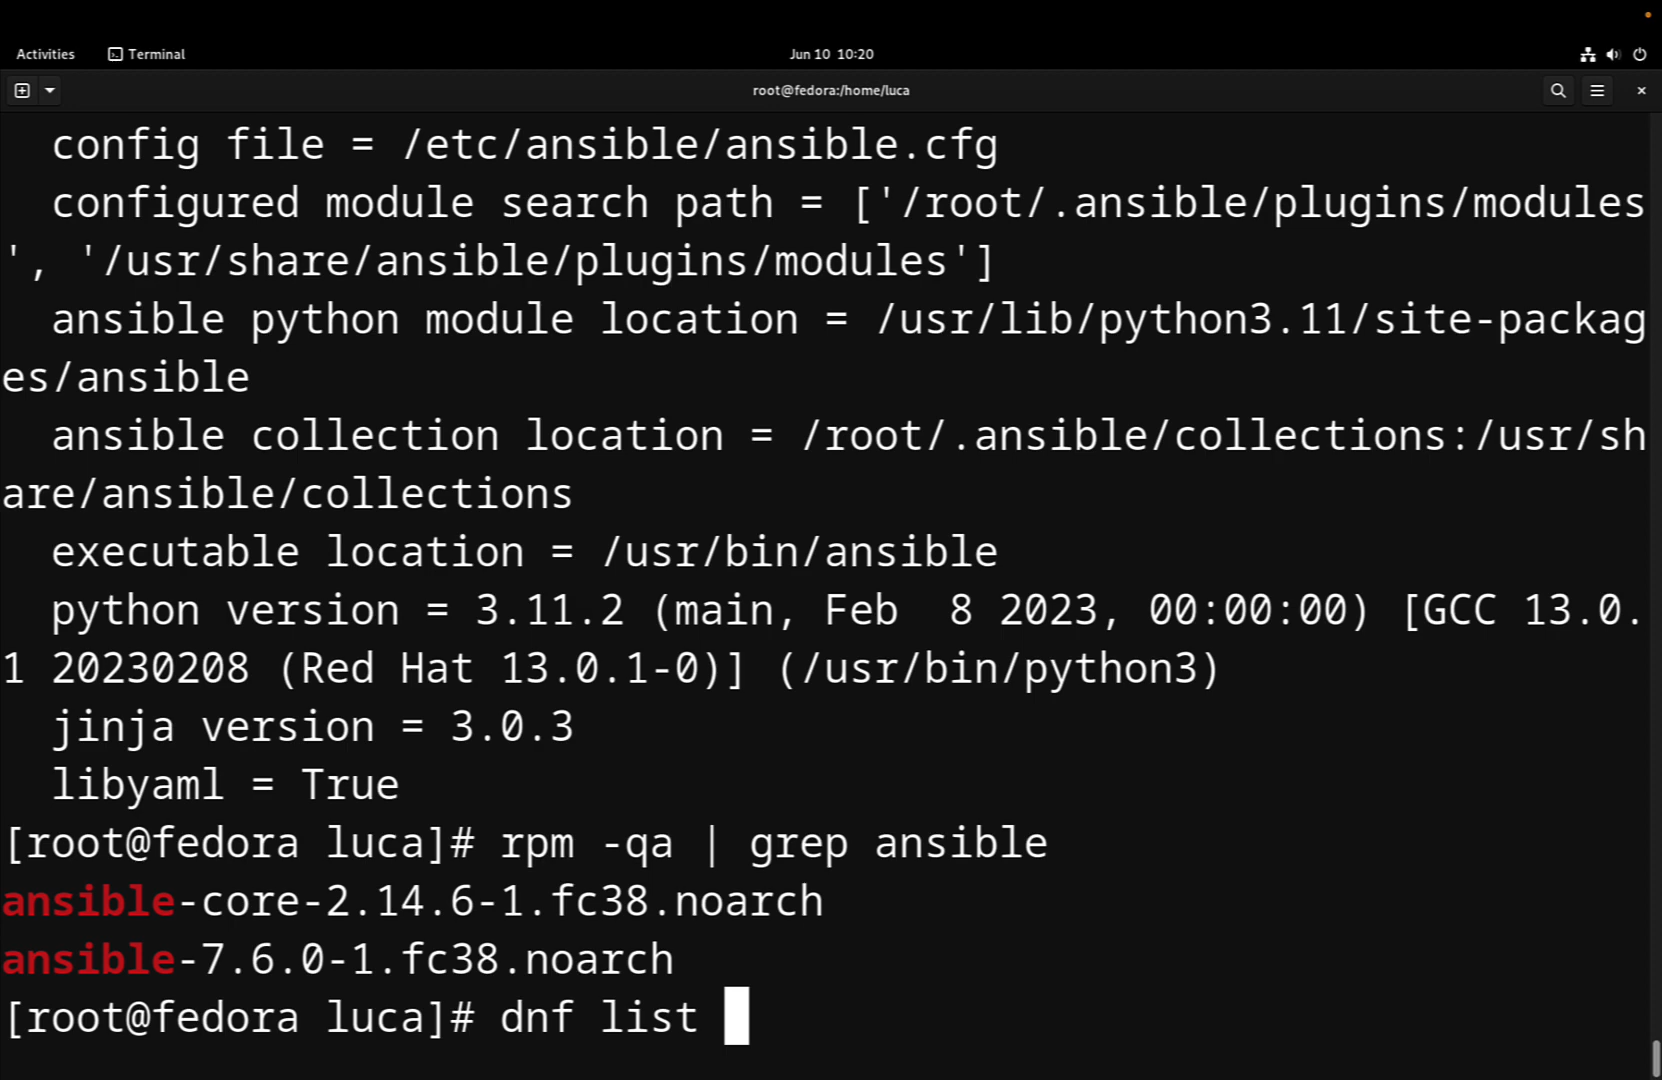 Activities Terminal Jun 10 10:20
root@fedora:/home/luca
config file = /etc/ansible/ansible.cfg
configured module search path = ['/root/.ansible/plugins/modules
', '/usr/share/ansible/plugins/modules']
ansible python module location = /usr/lib/python3.11/site-packag
es/ansible
ansible collection location = /root/.ansible/collections:/usr/sh
are/ansible/collections
executable location = /usr/bin/ansible
python version = 3.11.2 (main, Feb  8 2023, 00:00:00) [GCC 13.0.
1 20230208 (Red Hat 13.0.1-0)] (/usr/bin/python3)
jinja version = 3.0.3
libyaml = True
[root@fedora luca]# rpm -qa | grep ansible
ansible-core-2.14.6-1.fc38.noarch
ansible-7.6.0-1.fc38.noarch
[root@fedora luca]# dnf list